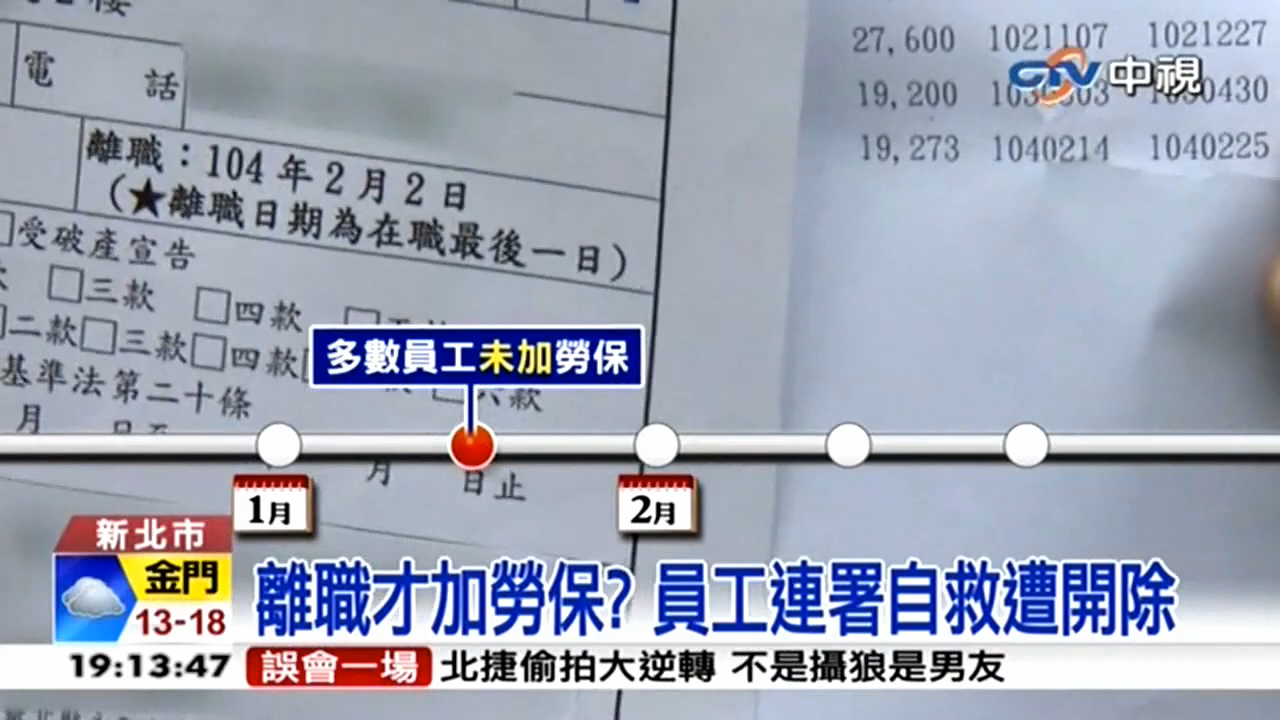 電 話
離職：104年2月2日
（★離職日期為在職最後一日）
□受破產宣告
□三款 □四款
二款□三款□四款
六款
基準法第二十條
月
月 日止
27,600 1021107 1021227
19,200 1030430
19,273 1040214 1040225
CTV中視
多數員工未加勞保
1月
2月
新北市
金門
13-18
離職才加勞保? 員工連署自救遭開除
19:13:47
誤會一場 北捷偷拍大逆轉 不是攝狼是男友